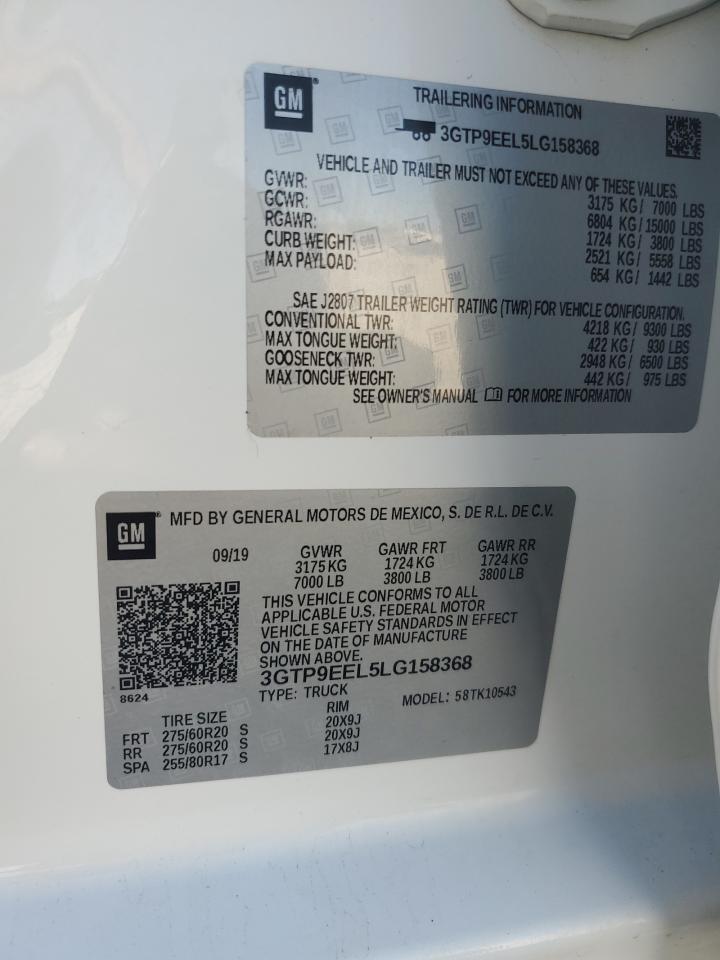 GM
TRAILERING INFORMATION
3GTP9EEL5LG158368
VEHICLE AND TRAILER MUST NOT EXCEED ANY OF THESE VALUES.
GVWR: 3175 KG/ 7000 LBS
GCWR: 6804 KG/15000 LBS
RGAWR: 1724 KG/ 3800 LBS
CURB WEIGHT: 2521 KG/ 5558 LBS
MAX PAYLOAD: 654 KG/ 1442 LBS
SAE J2807 TRAILER WEIGHT RATING (TWR) FOR VEHICLE CONFIGURATION.
CONVENTIONAL TWR: 4218 KG/ 9300 LBS
MAX TONGUE WEIGHT: 422 KG/ 930 LBS
GOOSENECK TWR: 2948 KG/ 6500 LBS
MAX TONGUE WEIGHT: 442 KG/ 975 LBS
SEE OWNER'S MANUAL FOR MORE INFORMATION
GM MFD BY GENERAL MOTORS DE MEXICO, S. DE R.L. DE C.V.
09/19 GVWR GAWR FRT GAWR RR
3175 KG 1724 KG 1724 KG
7000 LB 3800 LB 3800 LB
THIS VEHICLE CONFORMS TO ALL
APPLICABLE U.S. FEDERAL MOTOR
VEHICLE SAFETY STANDARDS IN EFFECT
ON THE DATE OF MANUFACTURE
SHOWN ABOVE.
3GTP9EEL5LG158368
8624 TYPE: TRUCK MODEL: 58TK10543
TIRE SIZE RIM
FRT 275/60R20 S 20X9J
RR 275/60R20 S 20X9J
SPA 255/80R17 S 17X8J